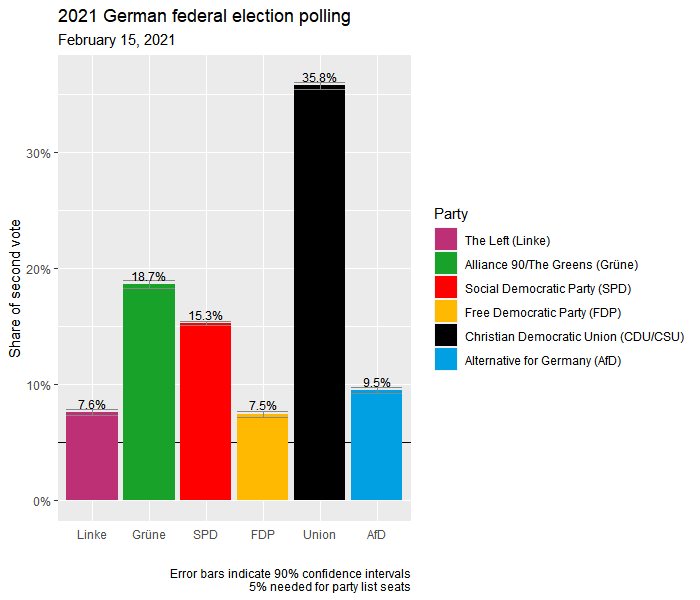 2021 German federal election polling
February 15, 2021
Share of second vote
30%
20%
10%
0%
7.6%
18.7%
15.3%
7.5%
35.8%
9.5%
Linke
Grüne
SPD
FDP
Union
AfD
Party
The Left (Linke)
Alliance 90/The Greens (Grüne)
Social Democratic Party (SPD)
Free Democratic Party (FDP)
Christian Democratic Union (CDU/CSU)
Alternative for Germany (AfD)
Error bars indicate 90% confidence intervals
5% needed for party list seats